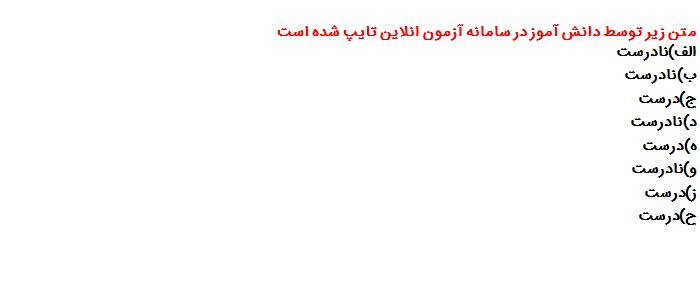 متن زیر توسط دانش آموز در سامانه آزمون انلاین تایپ شده است
الف)نادرست
ب)نادرست
ج)درست
د)نادرست
ه)درست
و)نادرست
ز)درست
ح)درست